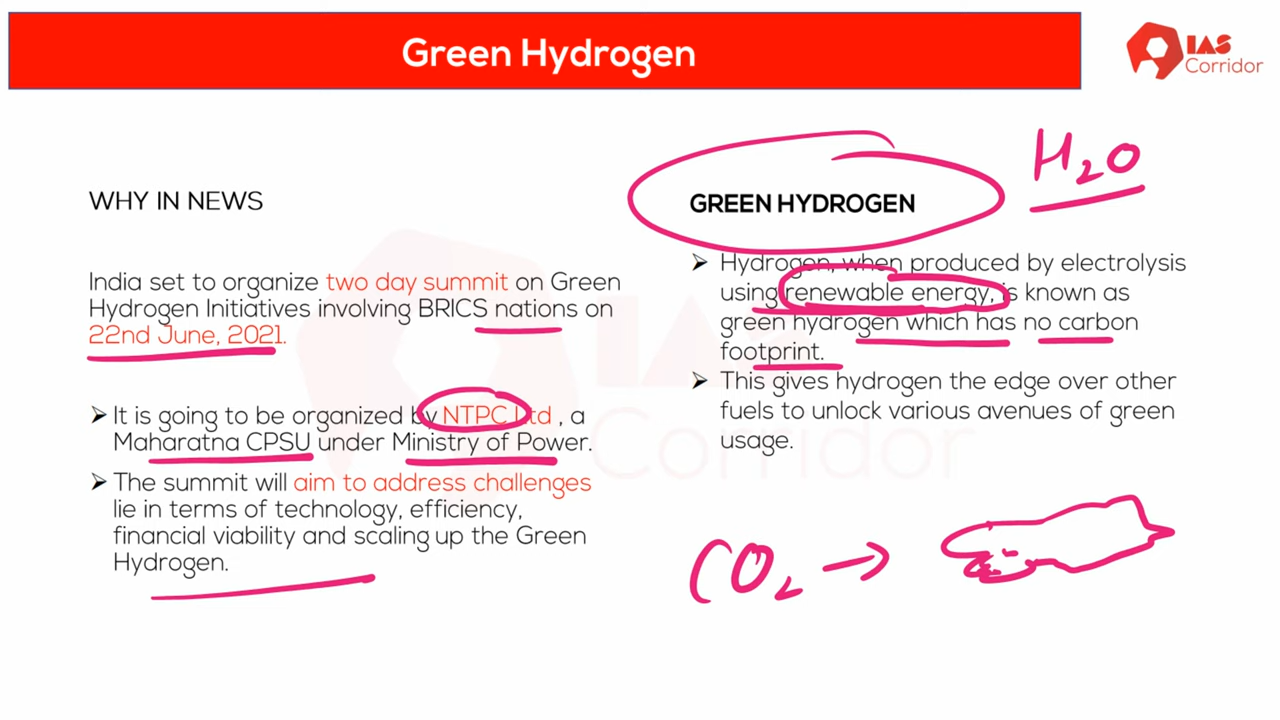 Green Hydrogen
IAS
Corridor
WHY IN NEWS
India set to organize two day summit on Green
Hydrogen Initiatives involving BRICS nations on
22nd June, 2021.
➤ It is going to be organized by NTPC Ltd , a
Maharatna CPSU under Ministry of Power.
➤ The summit will aim to address challenges
lie in terms of technology, efficiency,
financial viability and scaling up the Green
Hydrogen.
GREEN HYDROGEN
H2O
➤ Hydrogen, when produced by electrolysis
using renewable energy, is known as
green hydrogen which has no carbon
footprint.
➤ This gives hydrogen the edge over other
fuels to unlock various avenues of green
usage.
CO2 →
IAS
Corridor